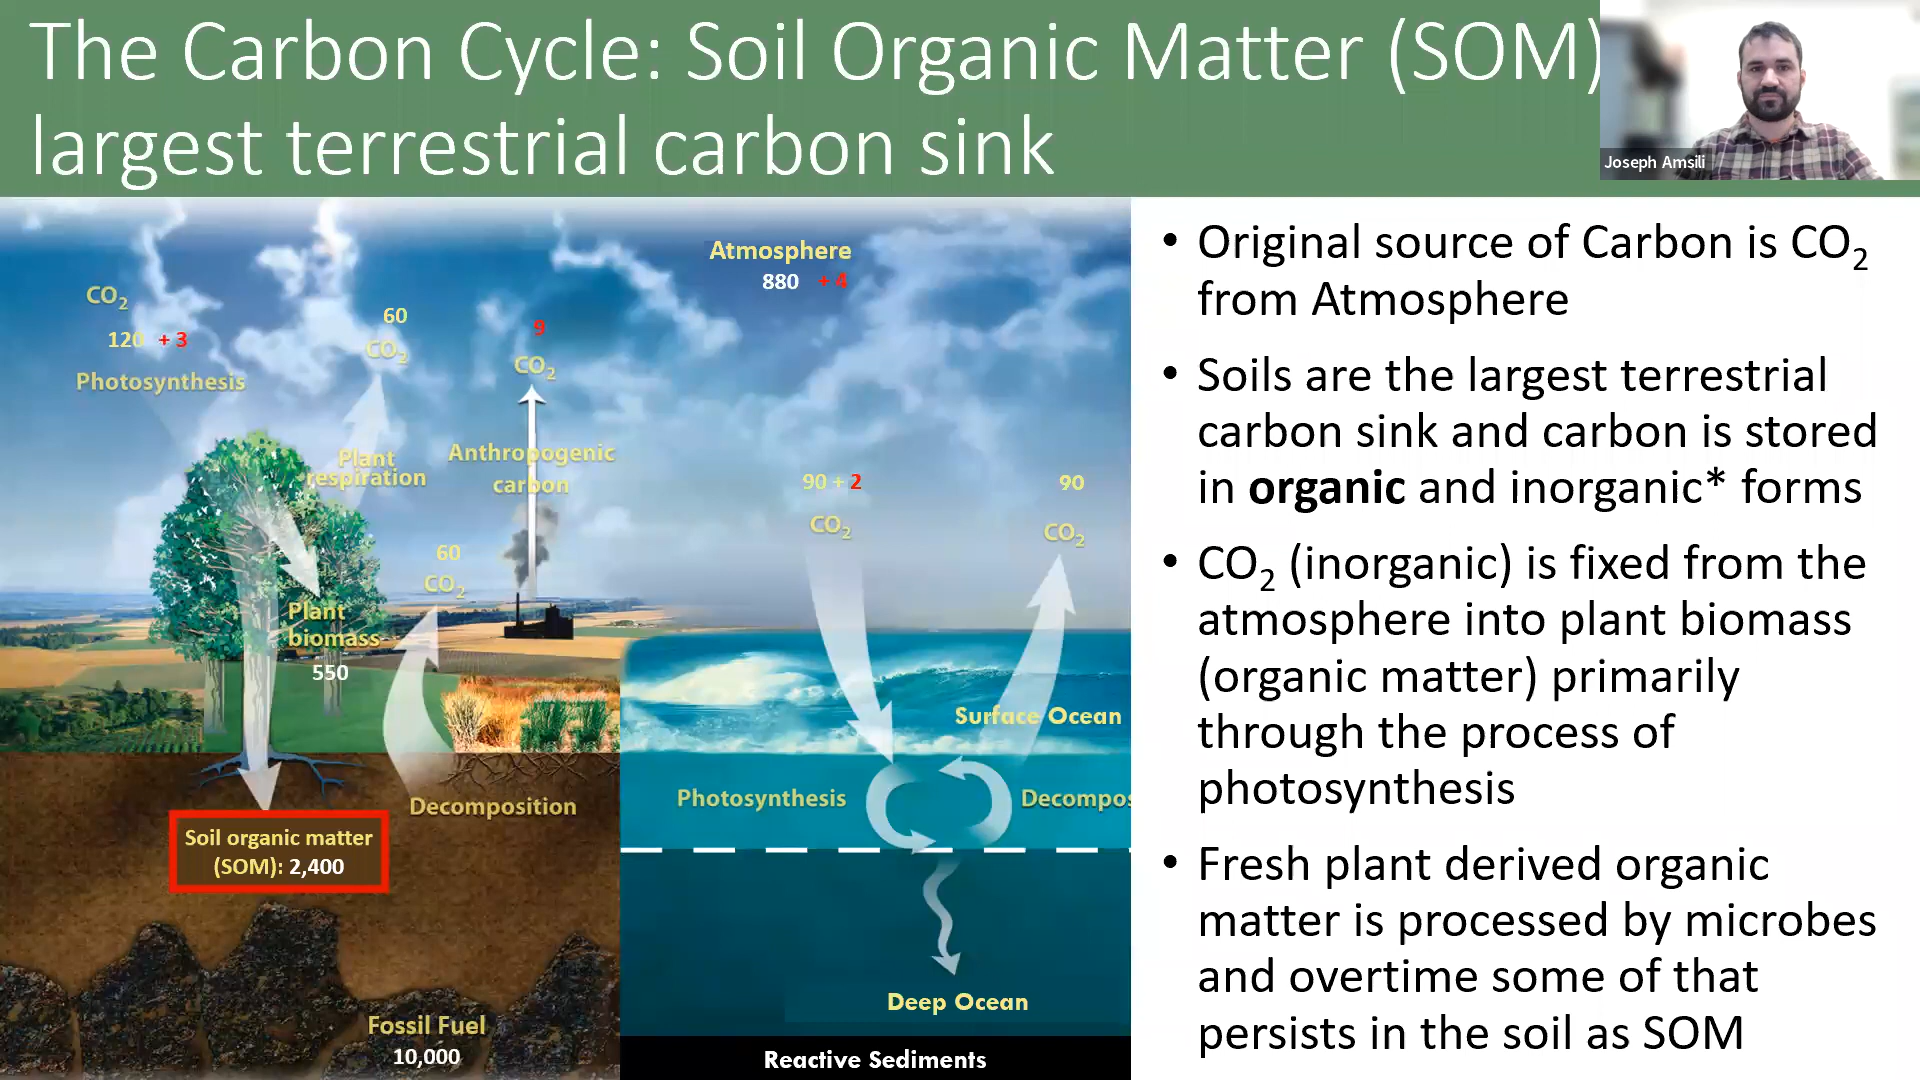 The Carbon Cycle: Soil Organic Matter (SOM)
largest terrestrial carbon sink
Joseph Amsili
Atmosphere
880 + 4
CO₂
120 + 3
Photosynthesis
60
CO₂
9
CO₂
Plant
respiration
Anthropogenic
carbon
90 + 2
CO₂
90
CO₂
60
CO₂
Plant
biomass
550
Surface Ocean
Photosynthesis
Decompos
Decomposition
Soil organic matter
(SOM): 2,400
Deep Ocean
Fossil Fuel
10,000
Reactive Sediments
• Original source of Carbon is CO₂
from Atmosphere
• Soils are the largest terrestrial
carbon sink and carbon is stored
in organic and inorganic* forms
• CO₂ (inorganic) is fixed from the
atmosphere into plant biomass
(organic matter) primarily
through the process of
photosynthesis
• Fresh plant derived organic
matter is processed by microbes
and overtime some of that
persists in the soil as SOM